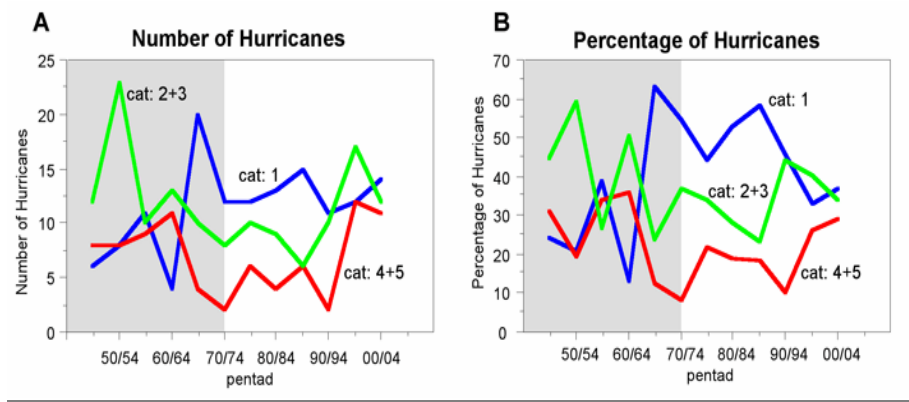 A
Number of Hurricanes
25
20
15
10
5
0
Number of Hurricanes
cat: 2+3
cat: 1
cat: 4+5
50/54 60/64 70/74 80/84 90/94 00/04
pentad
B
Percentage of Hurricanes
70
60
50
40
30
20
10
0
Percentage of Hurricanes
cat: 1
cat: 2+3
cat: 4+5
50/54 60/64 70/74 80/84 90/94 00/04
pentad